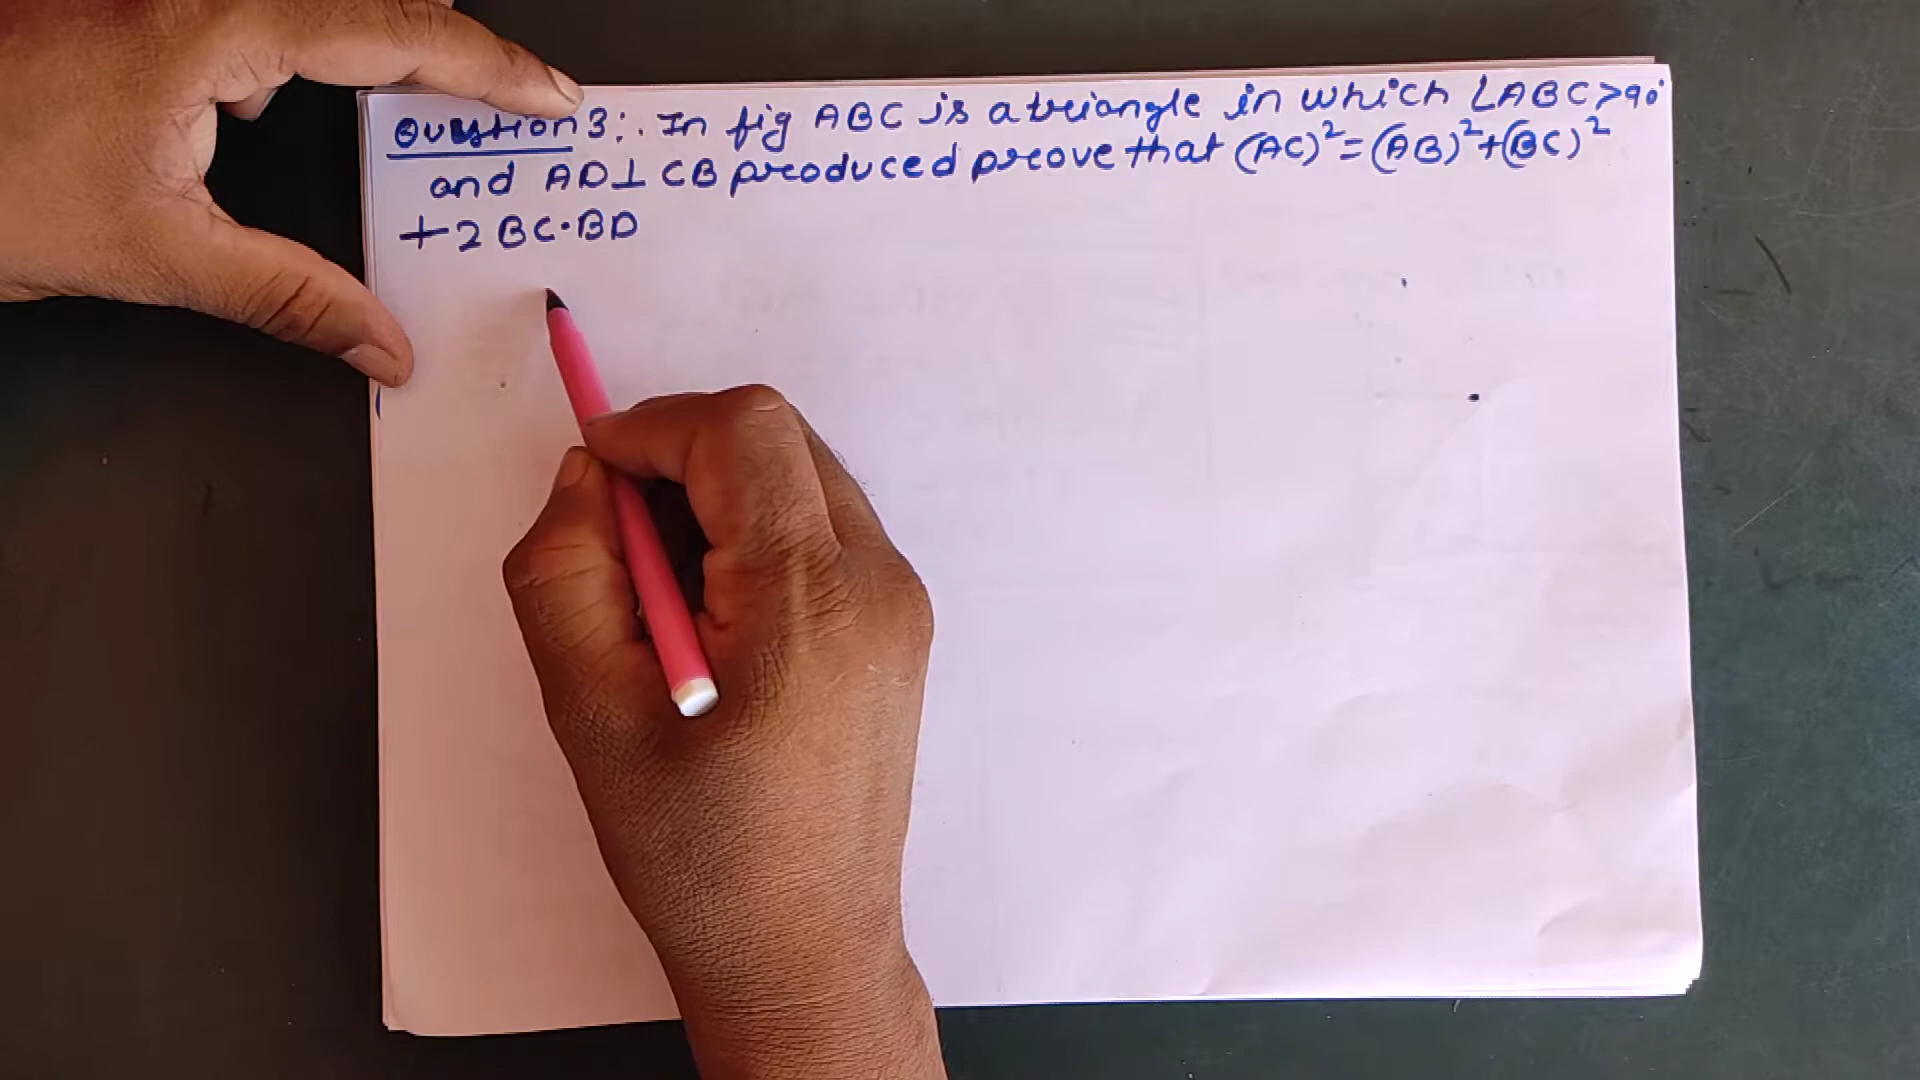 Question 3:. In fig ABC is a triangle in which ∠ABC>90°
and AD⊥CB produced prove that (AC)²=(AB)²+(BC)²
+2 BC·BD